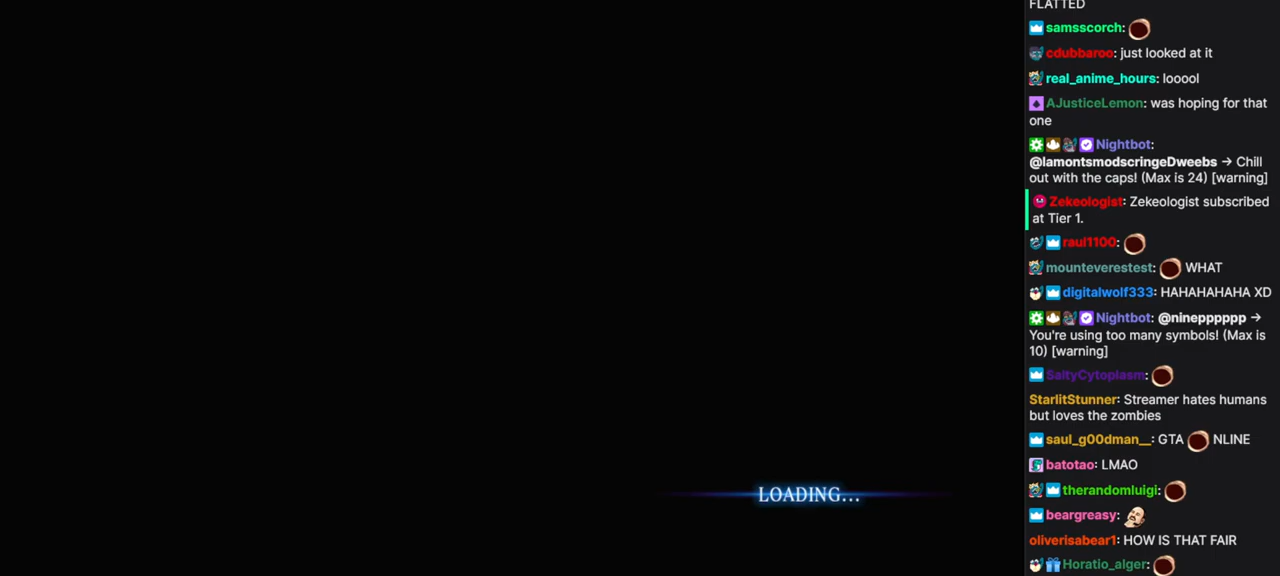 FLATTED
samsscorch:
cdubbaroo: just looked at it
real_anime_hours: looool
AJusticeLemon: was hoping for that
one
Nightbot:
@lamontsmodscringeDweebs → Chill
out with the caps! (Max is 24) [warning]
Zekeologist: Zekeologist subscribed
at Tier 1.
raul1100:
mounteverestest: WHAT
digitalwolf333: HAHAHAHAHA XD
Nightbot: @ninepppppp →
You're using too many symbols! (Max is
10) [warning]
SaltyCytoplasm:
StarlitStunner: Streamer hates humans
but loves the zombies
saul_g00dman__: GTA NLINE
batotao: LMAO
LOADING...
therandomluigi:
beargreasy:
oliverisabear1: HOW IS THAT FAIR
Horatio_alger: